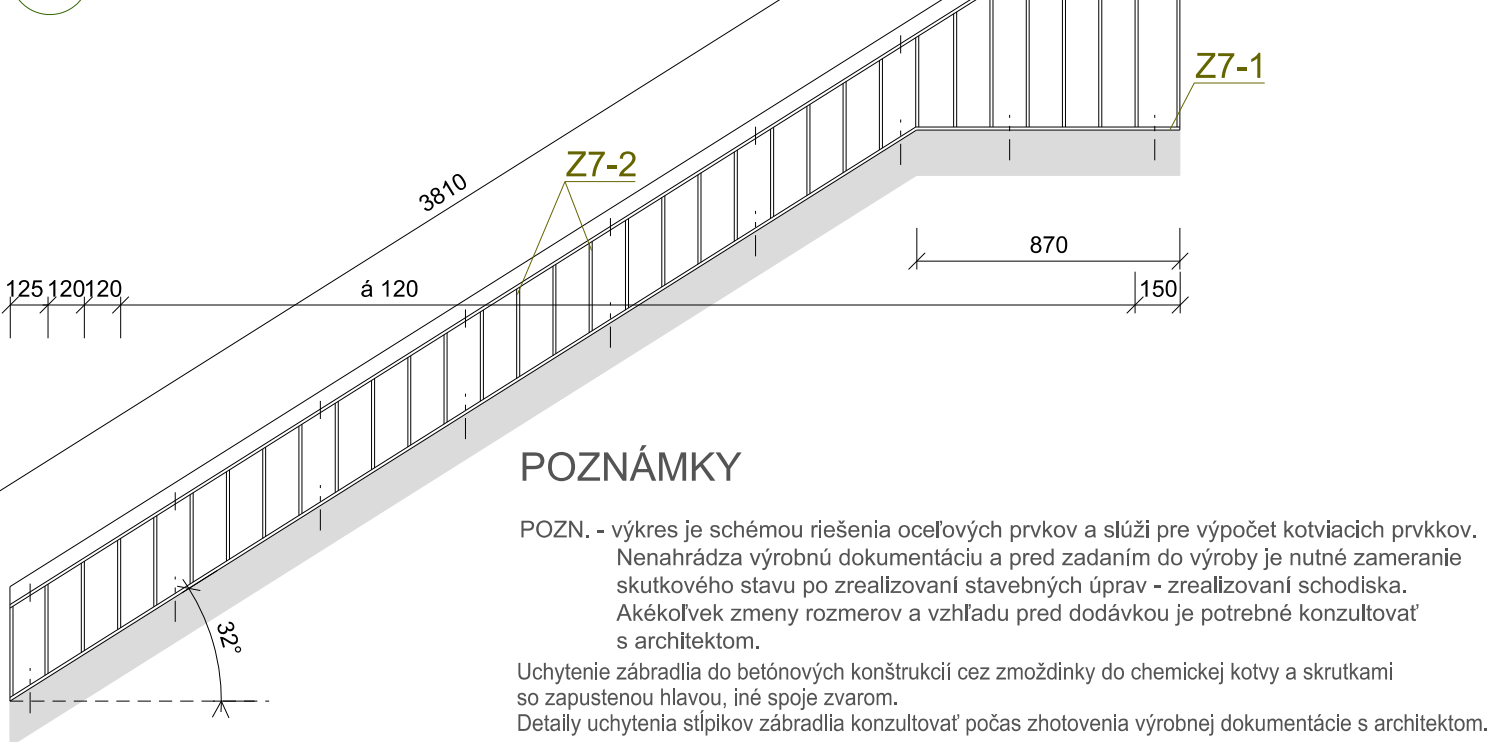 Z7-1
Z7-2
3810
870
125 120 120
á 120
150
32°
POZNÁMKY
POZN. - výkres je schémou riešenia oceľových prvkov a slúži pre výpočet kotviacich prvkkov.
Nenahrádza výrobnú dokumentáciu a pred zadaním do výroby je nutné zameranie
skutkového stavu po zrealizovaní stavebných úprav - zrealizovaní schodiska.
Akékoľvek zmeny rozmerov a vzhľadu pred dodávkou je potrebné konzultovať
s architektom.
Uchytenie zábradlia do betónových konštrukcií cez zmoždinky do chemickej kotvy a skrutkami
so zapustenou hlavou, iné spoje zvarom.
Detaily uchytenia stĺpikov zábradlia konzultovať počas zhotovenia výrobnej dokumentácie s architektom.